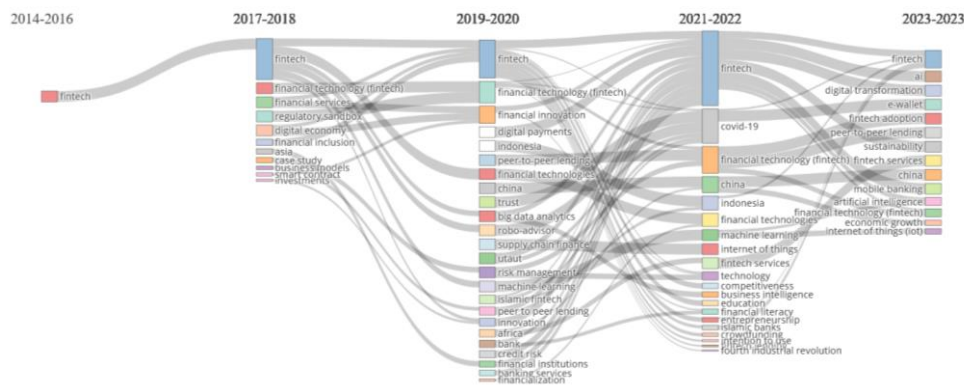 2014-2016
2017-2018
2019-2020
2021-2022
2023-2023
fintech
fintech
financial technology (fintech)
financial services
regulatory sandbox
digital economy
financial inclusion
asia
case study
business models
smart contract
investments
fintech
financial technology (fintech)
financial innovation
digital payments
indonesia
peer-to-peer lending
financial technologies
china
trust
big data analytics
robo-advisor
supply chain finance
utaut
risk management
machine learning
islamic fintech
peer to peer lending
innovation
africa
bank
credit risk
financial institutions
banking services
financialization
fintech
covid-19
financial technology (fintech)
china
indonesia
financial technologies
machine learning
internet of things
fintech services
technology
competitiveness
business intelligence
education
financial literacy
entrepreneurship
islamic banks
crowdfunding
intention to use
fourth industrial revolution
fintech
ai
digital transformation
e-wallet
fintech adoption
peer-to-peer lending
sustainability
fintech services
china
mobile banking
artificial intelligence
financial technology (fintech)
economic growth
internet of things (iot)